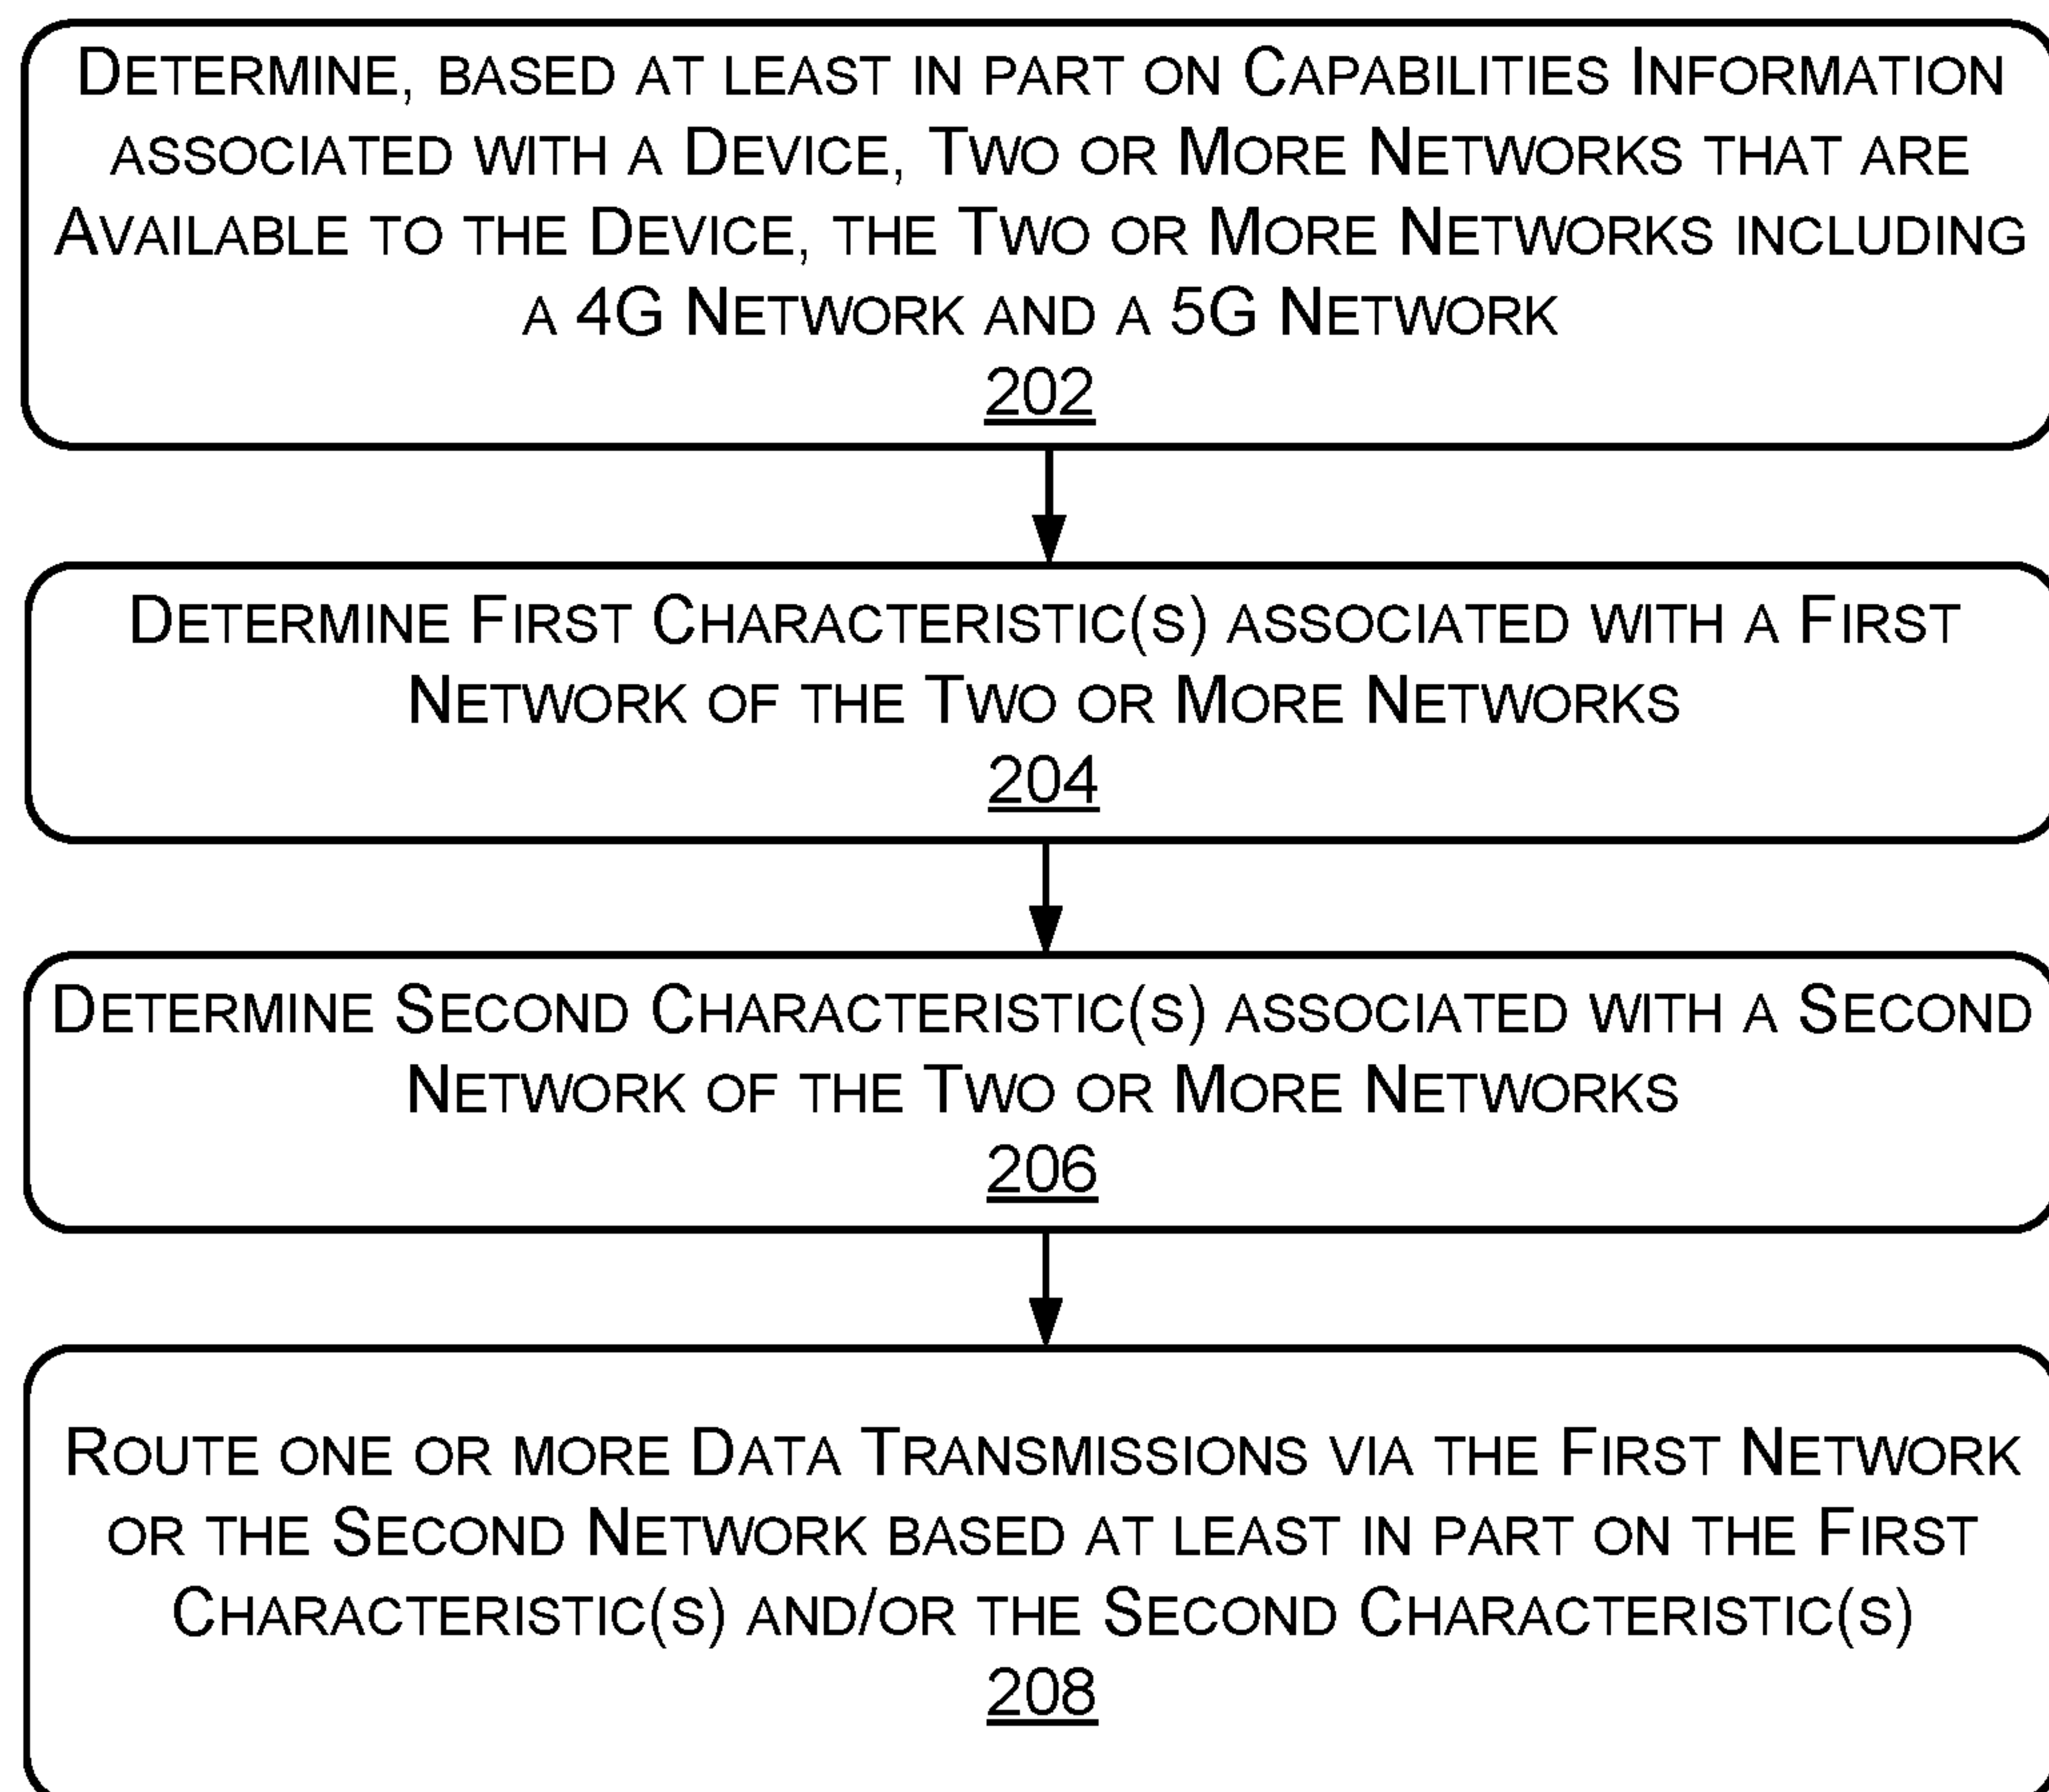 Determine, based at least in part on Capabilities Information
associated with a Device, Two or More Networks that are
Available to the Device, the Two or More Networks including
a 4G Network and a 5G Network
202
Determine First Characteristic(s) associated with a First
Network of the Two or More Networks
204
Determine Second Characteristic(s) associated with a Second
Network of the Two or More Networks
206
Route one or more Data Transmissions via the First Network
or the Second Network based at least in part on the First
Characteristic(s) and/or the Second Characteristic(s)
208